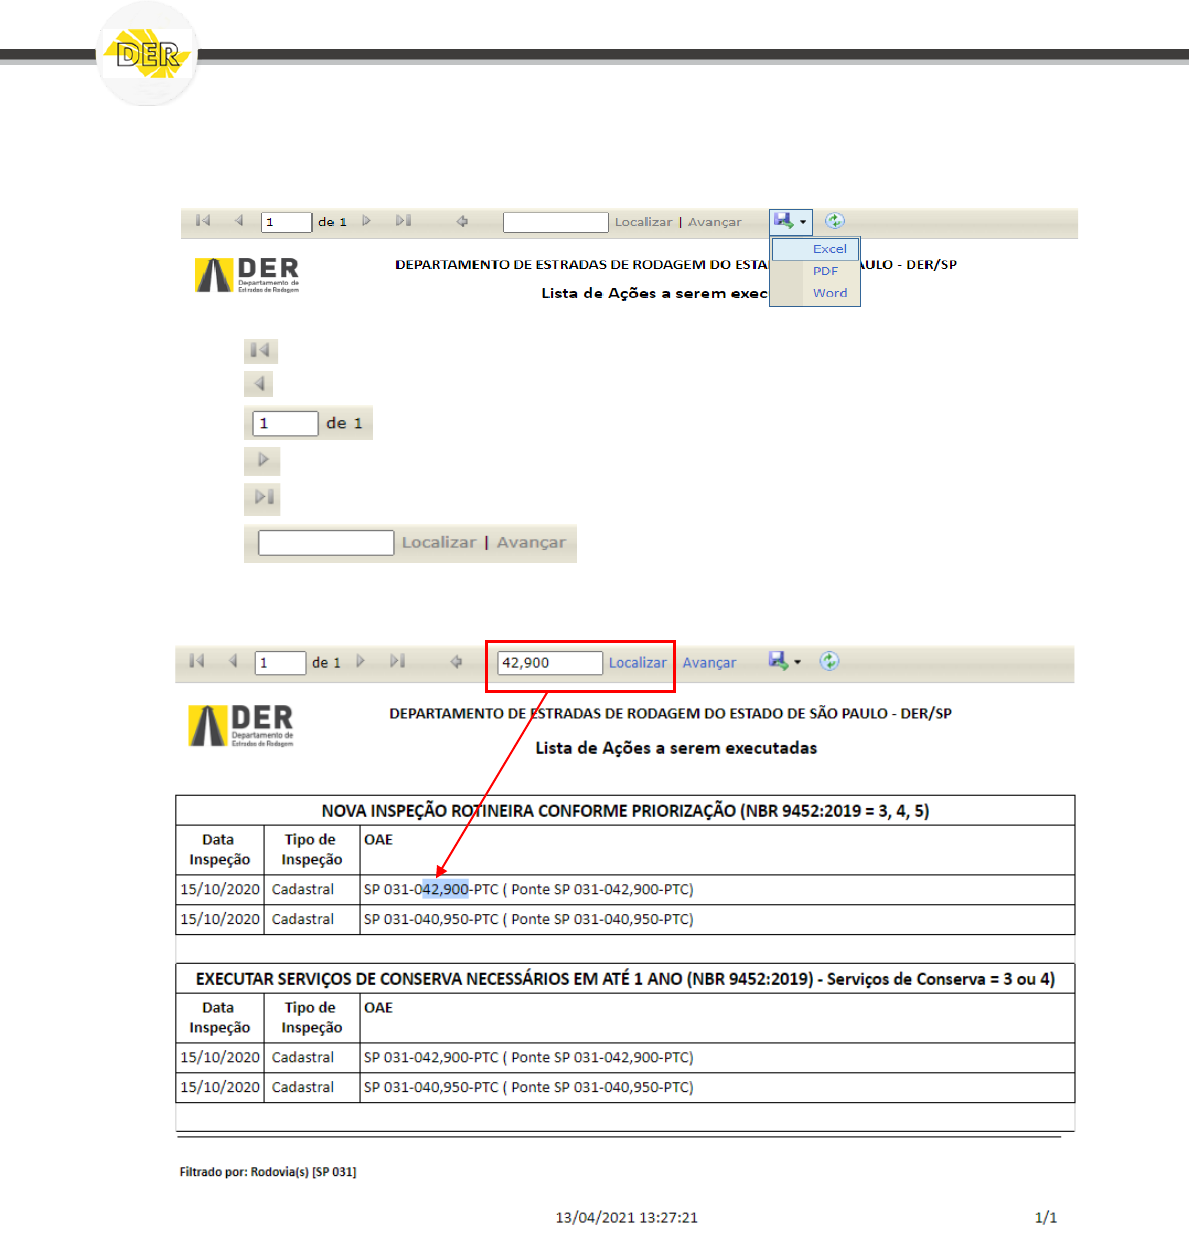 DER
1 de 1 Localizar | Avançar
Excel
PDF
Word
DER
Departamento de
Estradas de Rodagem
DEPARTAMENTO DE ESTRADAS DE RODAGEM DO ESTA AULO - DER/SP
Lista de Ações a serem exec
1 de 1
Localizar | Avançar
1 de 1 42,900 Localizar Avançar
DER
Departamento de
Estradas de Rodagem
DEPARTAMENTO DE ESTRADAS DE RODAGEM DO ESTADO DE SÃO PAULO - DER/SP
Lista de Ações a serem executadas
NOVA INSPEÇÃO ROTINEIRA CONFORME PRIORIZAÇÃO (NBR 9452:2019 = 3, 4, 5)
Data Inspeção Tipo de Inspeção OAE
15/10/2020 Cadastral SP 031-042,900-PTC ( Ponte SP 031-042,900-PTC)
15/10/2020 Cadastral SP 031-040,950-PTC ( Ponte SP 031-040,950-PTC)
EXECUTAR SERVIÇOS DE CONSERVA NECESSÁRIOS EM ATÉ 1 ANO (NBR 9452:2019) - Serviços de Conserva = 3 ou 4)
Data Inspeção Tipo de Inspeção OAE
15/10/2020 Cadastral SP 031-042,900-PTC ( Ponte SP 031-042,900-PTC)
15/10/2020 Cadastral SP 031-040,950-PTC ( Ponte SP 031-040,950-PTC)
Filtrado por: Rodovia(s) [SP 031]
13/04/2021 13:27:21 1/1